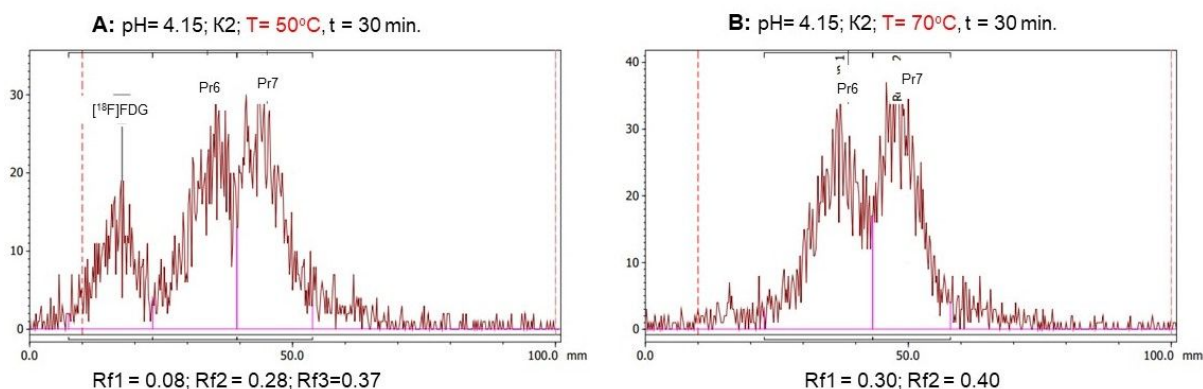 A: pH= 4.15; K2; T= 50°C, t = 30 min.
30
20
10
0
[18F]FDG
Pr6
Pr7
0.0
50.0
100.0
mm
Rf1 = 0.08; Rf2 = 0.28; Rf3=0.37
B: pH= 4.15; K2; T= 70°C, t = 30 min.
40
30
20
10
0
1
2
Pr6
Pr7
0.0
50.0
100.0
mm
Rf1 = 0.30; Rf2 = 0.40